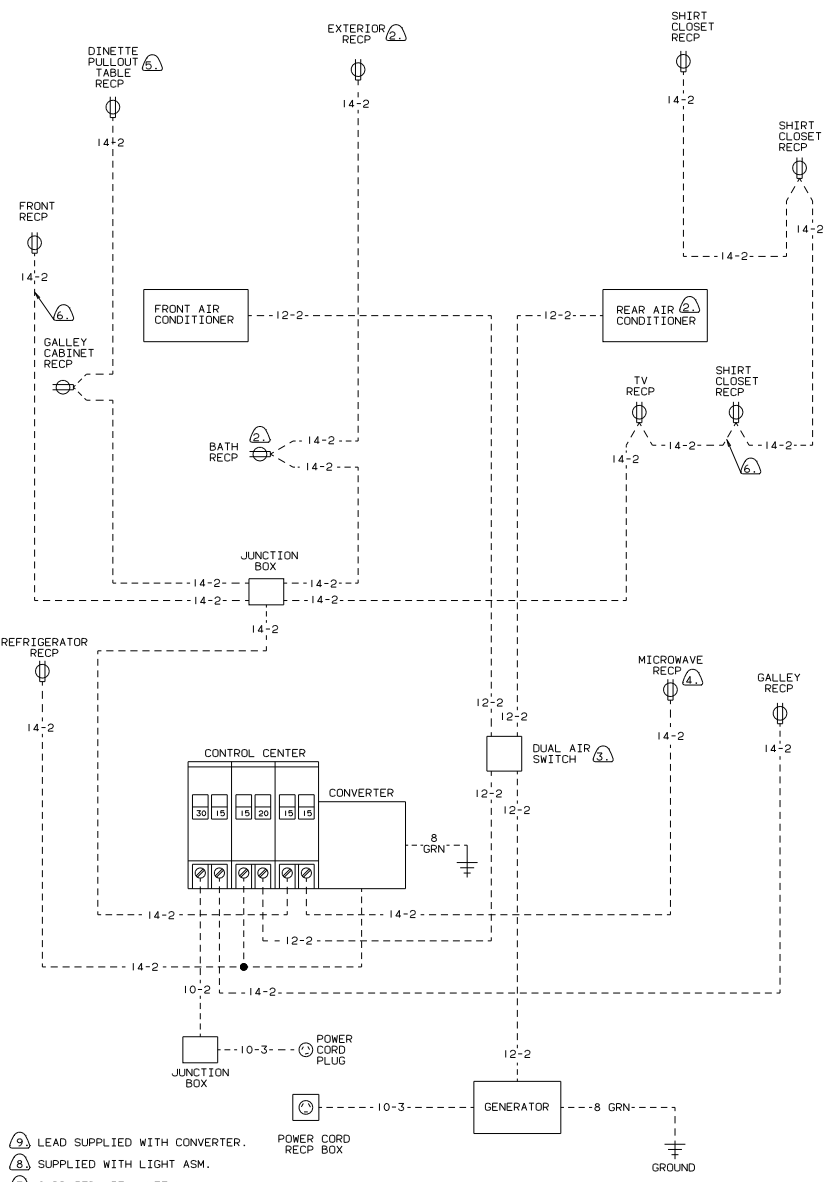 SHIRT
CLOSET
RECP
EXTERIOR 2.
RECP
DINETTE
PULLOUT 5.
TABLE
RECP
14-2
14-2
14-2
SHIRT
CLOSET
RECP
FRONT
RECP
14-2
14-2
14-2
6.
FRONT AIR
CONDITIONER
12-2
12-2
REAR AIR 2.
CONDITIONER
GALLEY
CABINET
RECP
TV
RECP
SHIRT
CLOSET
RECP
2.
BATH
RECP
14-2
14-2
14-2
14-2
14-2
6.
JUNCTION
BOX
14-2
14-2
14-2
14-2
14-2
REFRIGERATOR
RECP
MICROWAVE
RECP 4.
GALLEY
RECP
12-2
12-2
14-2
14-2
14-2
CONTROL CENTER
DUAL AIR
SWITCH 3.
CONVERTER
12-2
12-2
30 15 15 20 15 15
8
GRN
14-2
14-2
12-2
14-2
10-2
14-2
10-3
POWER
CORD
PLUG
JUNCTION
BOX
12-2
10-3
GENERATOR
8 GRN
POWER CORD
RECP BOX
GROUND
9. LEAD SUPPLIED WITH CONVERTER.
8. SUPPLIED WITH LIGHT ASM.